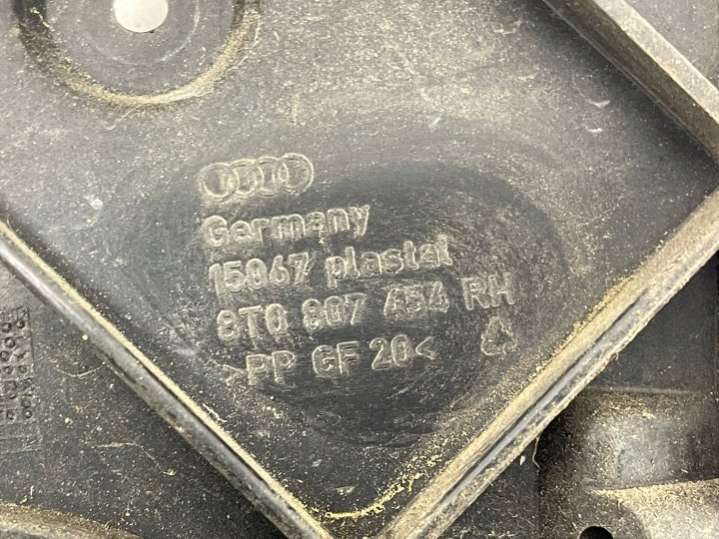 Germany
15067 plastal
8T0 807 454 RH
>PP GF 20<